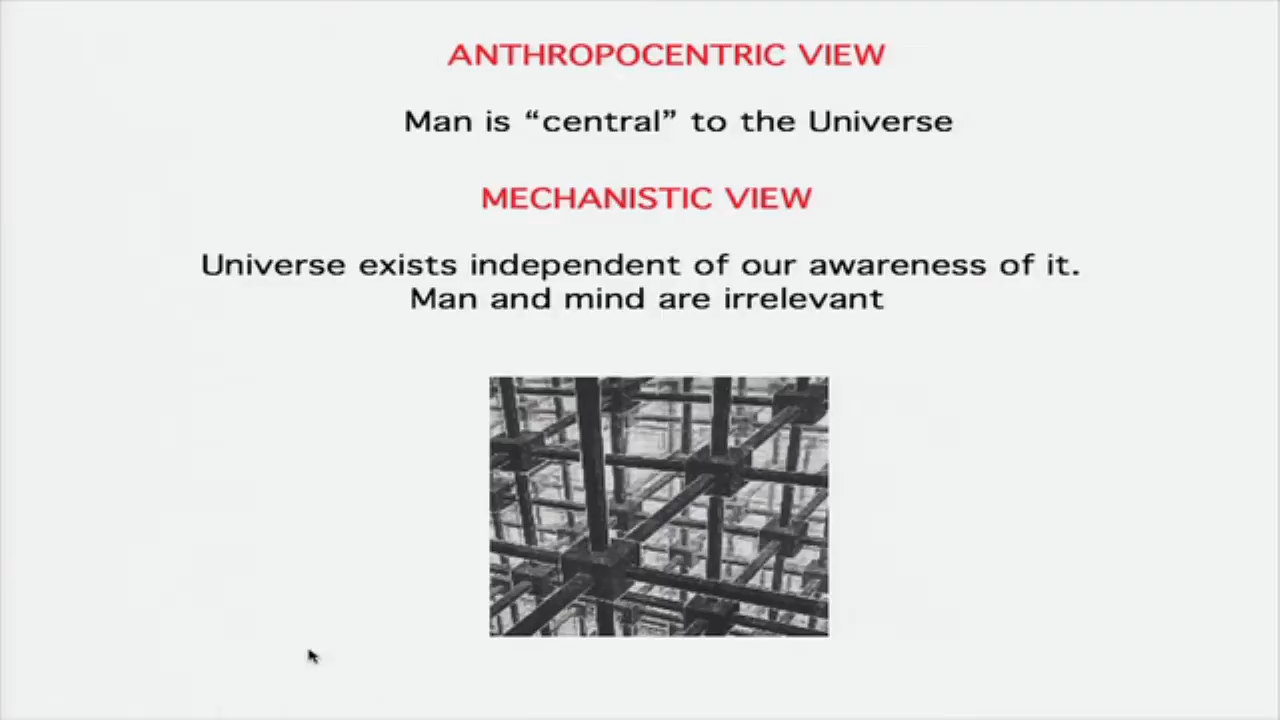 ANTHROPOCENTRIC VIEW
Man is “central” to the Universe
MECHANISTIC VIEW
Universe exists independent of our awareness of it.
Man and mind are irrelevant